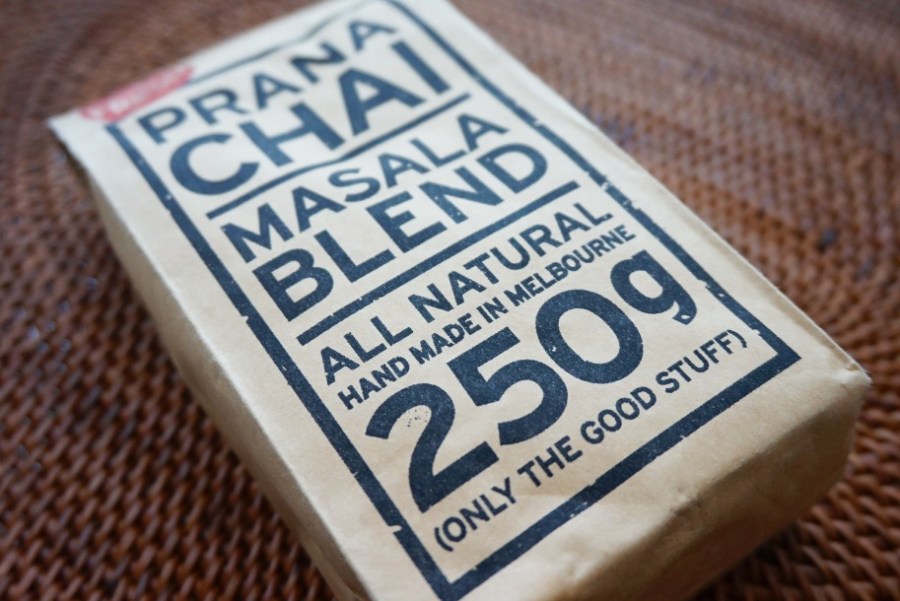 PRANA
CHAI
MASALA
BLEND
ALL NATURAL
HAND MADE IN MELBOURNE
250g
(ONLY THE GOOD STUFF)